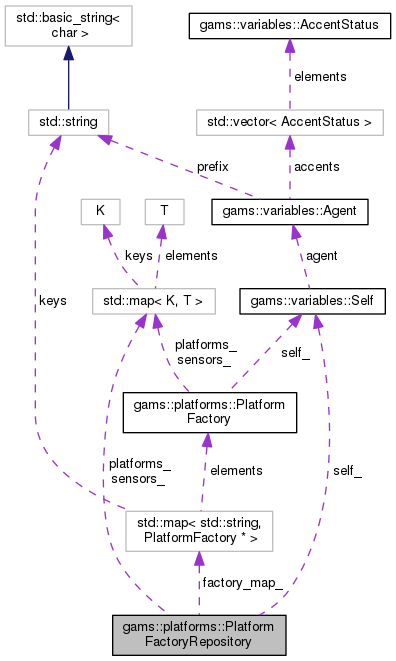 std::basic_string<
char >
gams::variables::AccentStatus
elements
std::string
std::vector< AccentStatus >
prefix
accents
K
T
gams::variables::Agent
keys
elements
agent
keys
std::map< K, T >
gams::variables::Self
platforms_
sensors_
self_
gams::platforms::Platform
Factory
platforms_
sensors_
elements
self_
std::map< std::string,
PlatformFactory * >
factory_map_
gams::platforms::Platform
FactoryRepository